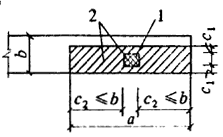 2 1
b
c₁
c₁
c₂ ≤ b c₂ ≤ b
a